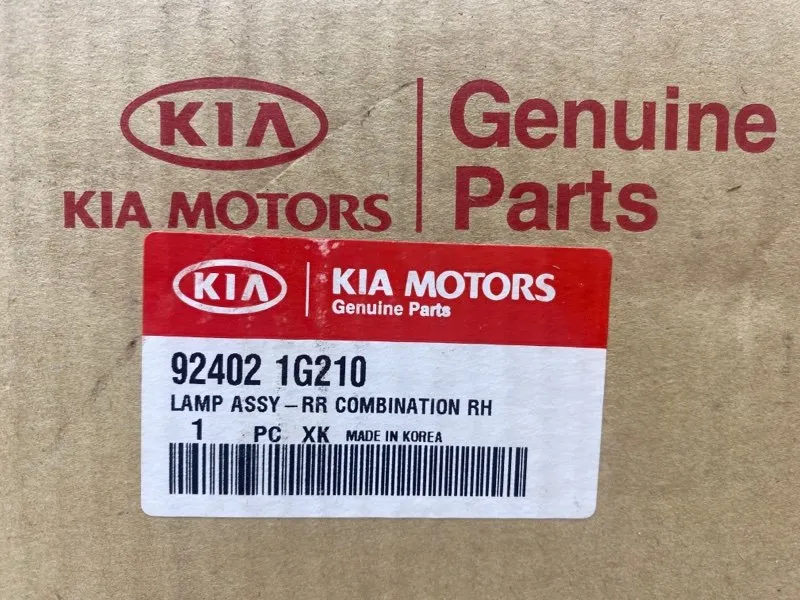 KIA
KIA MOTORS
Genuine
Parts
KIA
KIA MOTORS
Genuine Parts
92402 1G210
LAMP ASSY-RR COMBINATION RH
1 PC XK MADE IN KOREA